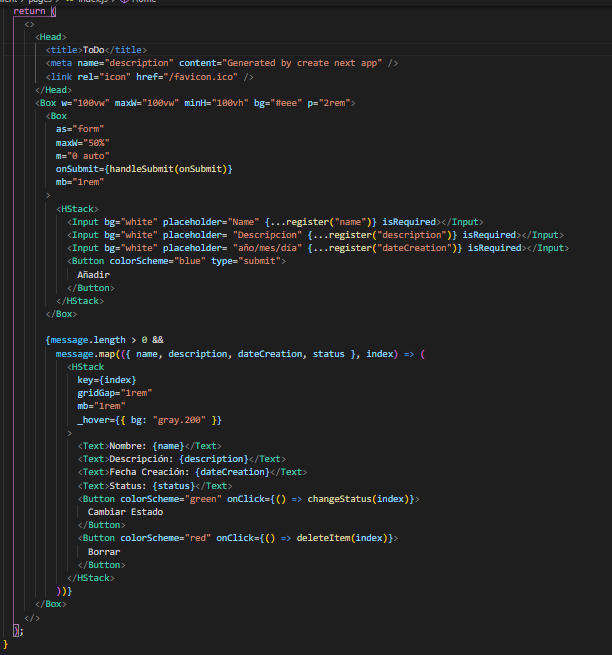 return (
<>
<Head>
<title>ToDo</title>
<meta name="description" content="Generated by create next app" />
<link rel="icon" href="/favicon.ico" />
</Head>
<Box w="100vw" maxW="100vw" minH="100vh" bg="#eee" p="2rem">
<Box
as="form"
maxW="50%"
m="0 auto"
onSubmit={handleSubmit(onSubmit)}
mb="1rem"
>
<HStack>
<Input bg="white" placeholder="Name" {...register("name")} isRequired></Input>
<Input bg="white" placeholder= "Descripcion" {...register("description")} isRequired></Input>
<Input bg="white" placeholder= "año/mes/día" {...register("dateCreation")} isRequired></Input>
<Button colorScheme="blue" type="submit">
Añadir
</Button>
</HStack>
</Box>
{message.length > 0 &&
message.map(({ name, description, dateCreation, status }, index) => (
<HStack
key={index}
gridGap="1rem"
mb="1rem"
_hover={{ bg: "gray.200" }}
>
<Text>Nombre: {name}</Text>
<Text>Descripción: {description}</Text>
<Text>Fecha Creación: {dateCreation}</Text>
<Text>Status: {status}</Text>
<Button colorScheme="green" onClick={() => changeStatus(index)}>
Cambiar Estado
</Button>
<Button colorScheme="red" onClick={() => deleteItem(index)}>
Borrar
</Button>
</HStack>
))}
</Box>
</>
);
}